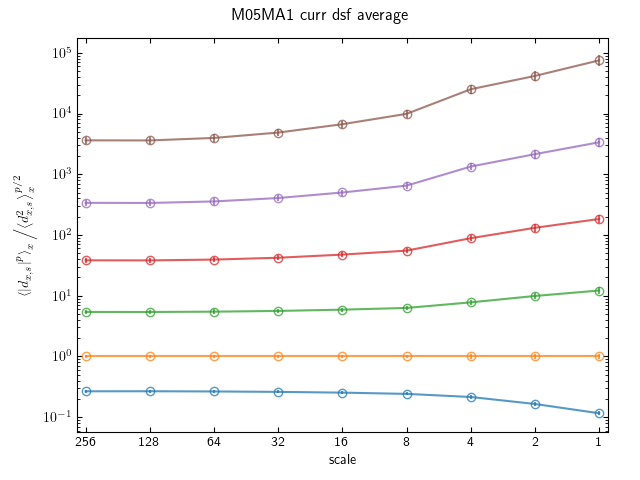 M05MA1 curr dsf average
10^5
10^4
10^3
10^2
10^1
10^0
10^{-1}
⟨|d_{x,s}|^p⟩_x / ⟨d_{x,s}^2⟩_x^{p/2}
256 128 64 32 16 8 4 2 1
scale